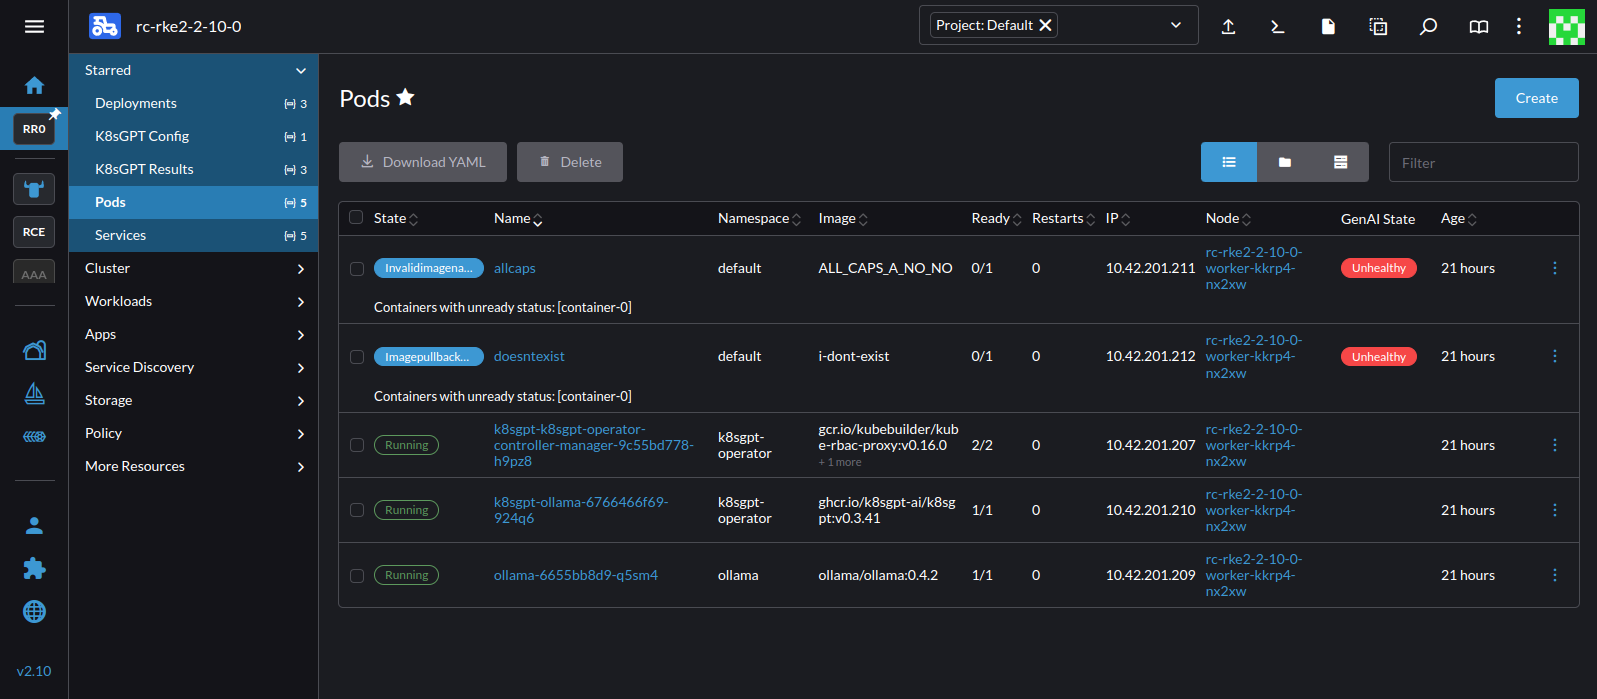 rc-rke2-2-10-0
Project: Default
RR0
RCE
AAA
v2.10
Starred
Deployments 3
K8sGPT Config 1
K8sGPT Results 3
Pods 5
Services 5
Cluster
Workloads
Apps
Service Discovery
Storage
Policy
More Resources
Pods
Create
Download YAML
Delete
Filter
State Name Namespace Image Ready Restarts IP Node GenAI State Age
Invalidimagena... allcaps default ALL_CAPS_A_NO_NO 0/1 0 10.42.201.211 rc-rke2-2-10-0-
worker-kkrp4-
nx2xw Unhealthy 21 hours
Containers with unready status: [container-0]
Imagepullback... doesntexist default i-dont-exist 0/1 0 10.42.201.212 rc-rke2-2-10-0-
worker-kkrp4-
nx2xw Unhealthy 21 hours
Containers with unready status: [container-0]
Running k8sgpt-k8sgpt-operator-
controller-manager-9c55bd778-
h9pz8 k8sgpt-
operator gcr.io/kubebuilder/kub
e-rbac-proxy:v0.16.0
+ 1 more 2/2 0 10.42.201.207 rc-rke2-2-10-0-
worker-kkrp4-
nx2xw 21 hours
Running k8sgpt-ollama-6766466f69-
924q6 k8sgpt-
operator ghcr.io/k8sgpt-ai/k8sg
pt:v0.3.41 1/1 0 10.42.201.210 rc-rke2-2-10-0-
worker-kkrp4-
nx2xw 21 hours
Running ollama-6655bb8d9-q5sm4 ollama ollama/ollama:0.4.2 1/1 0 10.42.201.209 rc-rke2-2-10-0-
worker-kkrp4-
nx2xw 21 hours